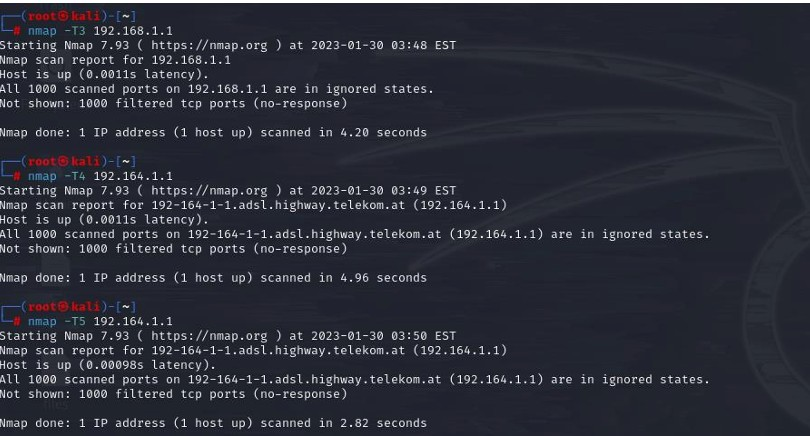 ┌──(root㉿kali)-[~]
└─# nmap -T3 192.168.1.1
Starting Nmap 7.93 ( https://nmap.org ) at 2023-01-30 03:48 EST
Nmap scan report for 192.168.1.1
Host is up (0.0011s latency).
All 1000 scanned ports on 192.168.1.1 are in ignored states.
Not shown: 1000 filtered tcp ports (no-response)
Nmap done: 1 IP address (1 host up) scanned in 4.20 seconds
┌──(root㉿kali)-[~]
└─# nmap -T4 192.164.1.1
Starting Nmap 7.93 ( https://nmap.org ) at 2023-01-30 03:49 EST
Nmap scan report for 192-164-1-1.adsl.highway.telekom.at (192.164.1.1)
Host is up (0.0011s latency).
All 1000 scanned ports on 192-164-1-1.adsl.highway.telekom.at (192.164.1.1) are in ignored states.
Not shown: 1000 filtered tcp ports (no-response)
Nmap done: 1 IP address (1 host up) scanned in 4.96 seconds
┌──(root㉿kali)-[~]
└─# nmap -T5 192.164.1.1
Starting Nmap 7.93 ( https://nmap.org ) at 2023-01-30 03:50 EST
Nmap scan report for 192-164-1-1.adsl.highway.telekom.at (192.164.1.1)
Host is up (0.00098s latency).
All 1000 scanned ports on 192-164-1-1.adsl.highway.telekom.at (192.164.1.1) are in ignored states.
Not shown: 1000 filtered tcp ports (no-response)
Nmap done: 1 IP address (1 host up) scanned in 2.82 seconds